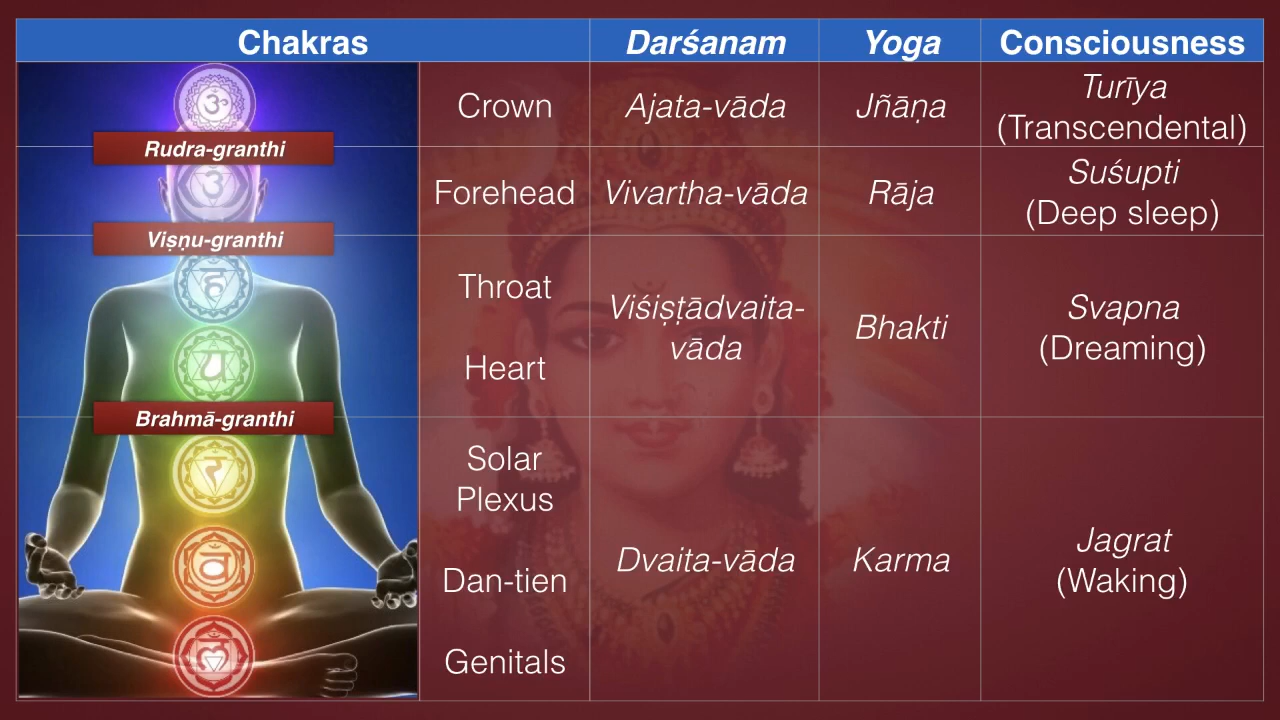 Chakras
Darśanam
Yoga
Consciousness
ॐ
Rudra-granthi
Crown
Ajata-vāda
Jñāṇa
Turīya
(Transcendental)
ॐ
Forehead
Vivartha-vāda
Rāja
Suśupti
(Deep sleep)
Viṣṇu-granthi
हं
Throat
Heart
Viśiṣṭādvaita-
vāda
Bhakti
Svapna
(Dreaming)
Brahmā-granthi
रं
वं
Solar
Plexus
Dan-tien
Genitals
Dvaita-vāda
Karma
Jagrat
(Waking)